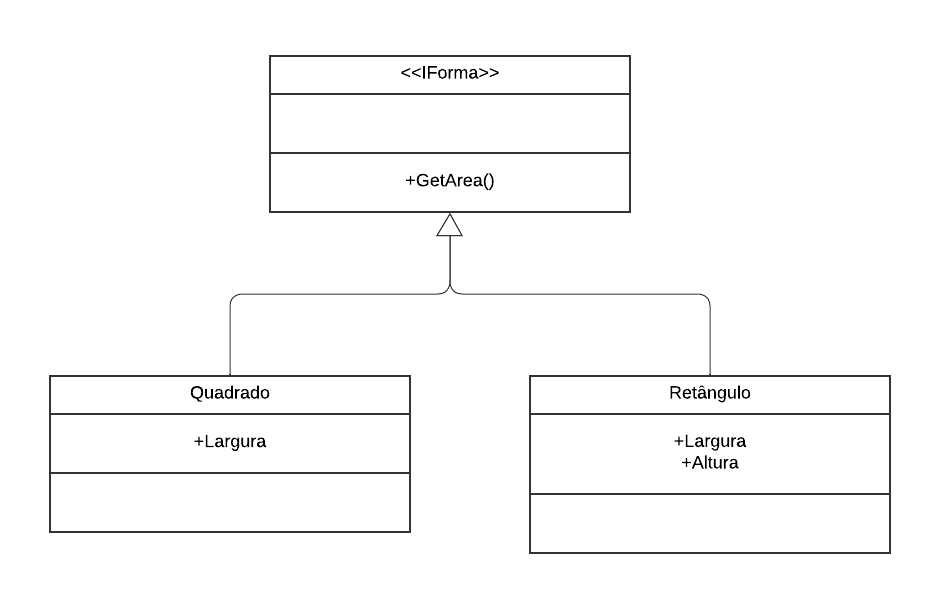 <<IForma>>
+GetArea()
Quadrado
+Largura
Retângulo
+Largura
+Altura